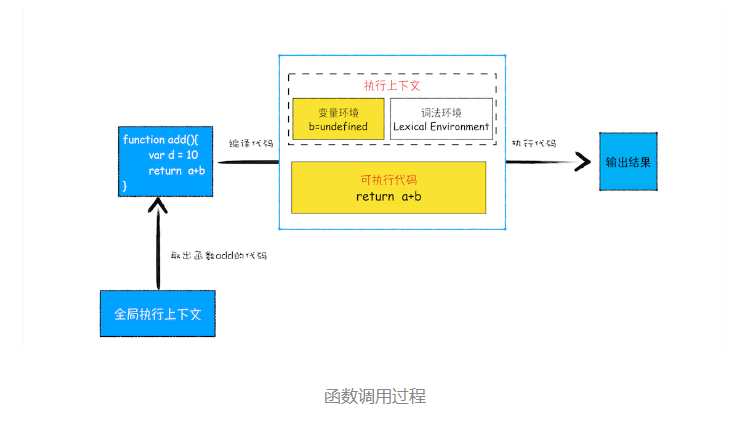 执行上下文
变量环境
b=undefined
词法环境
Lexical Environment
function add(){
var d = 10
return a+b
}
编译代码
执行代码
输出结果
可执行代码
return a+b
取出函数add的代码
全局执行上下文
函数调用过程